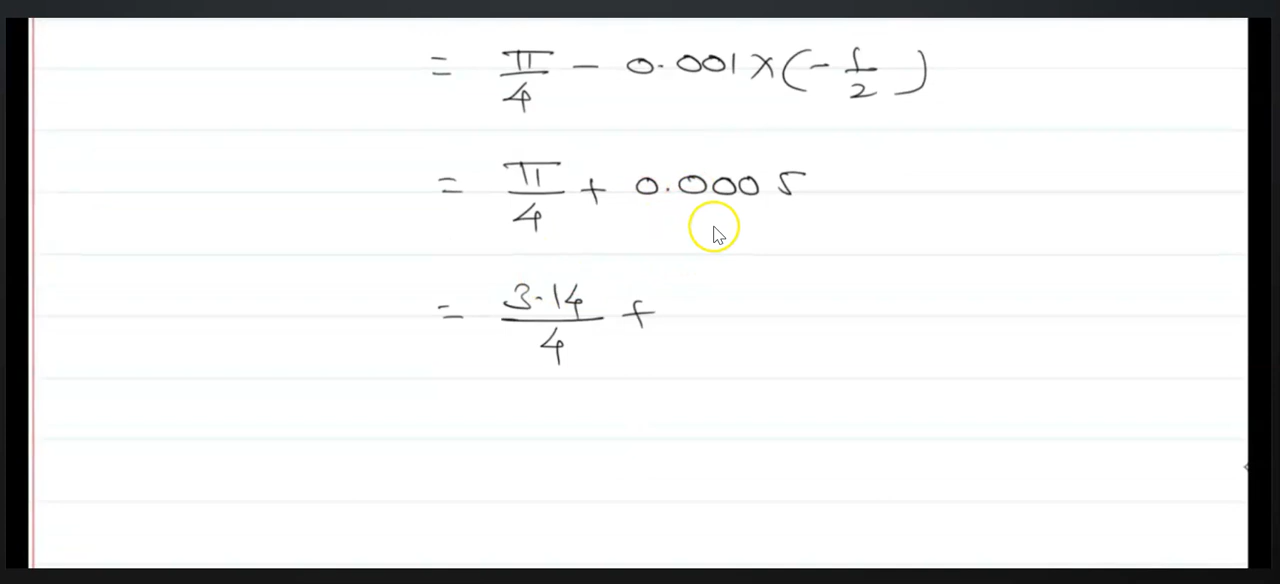 = π/4 - 0.001 × (- 1/2)
= π/4 + 0.0005
= 3.14/4 +